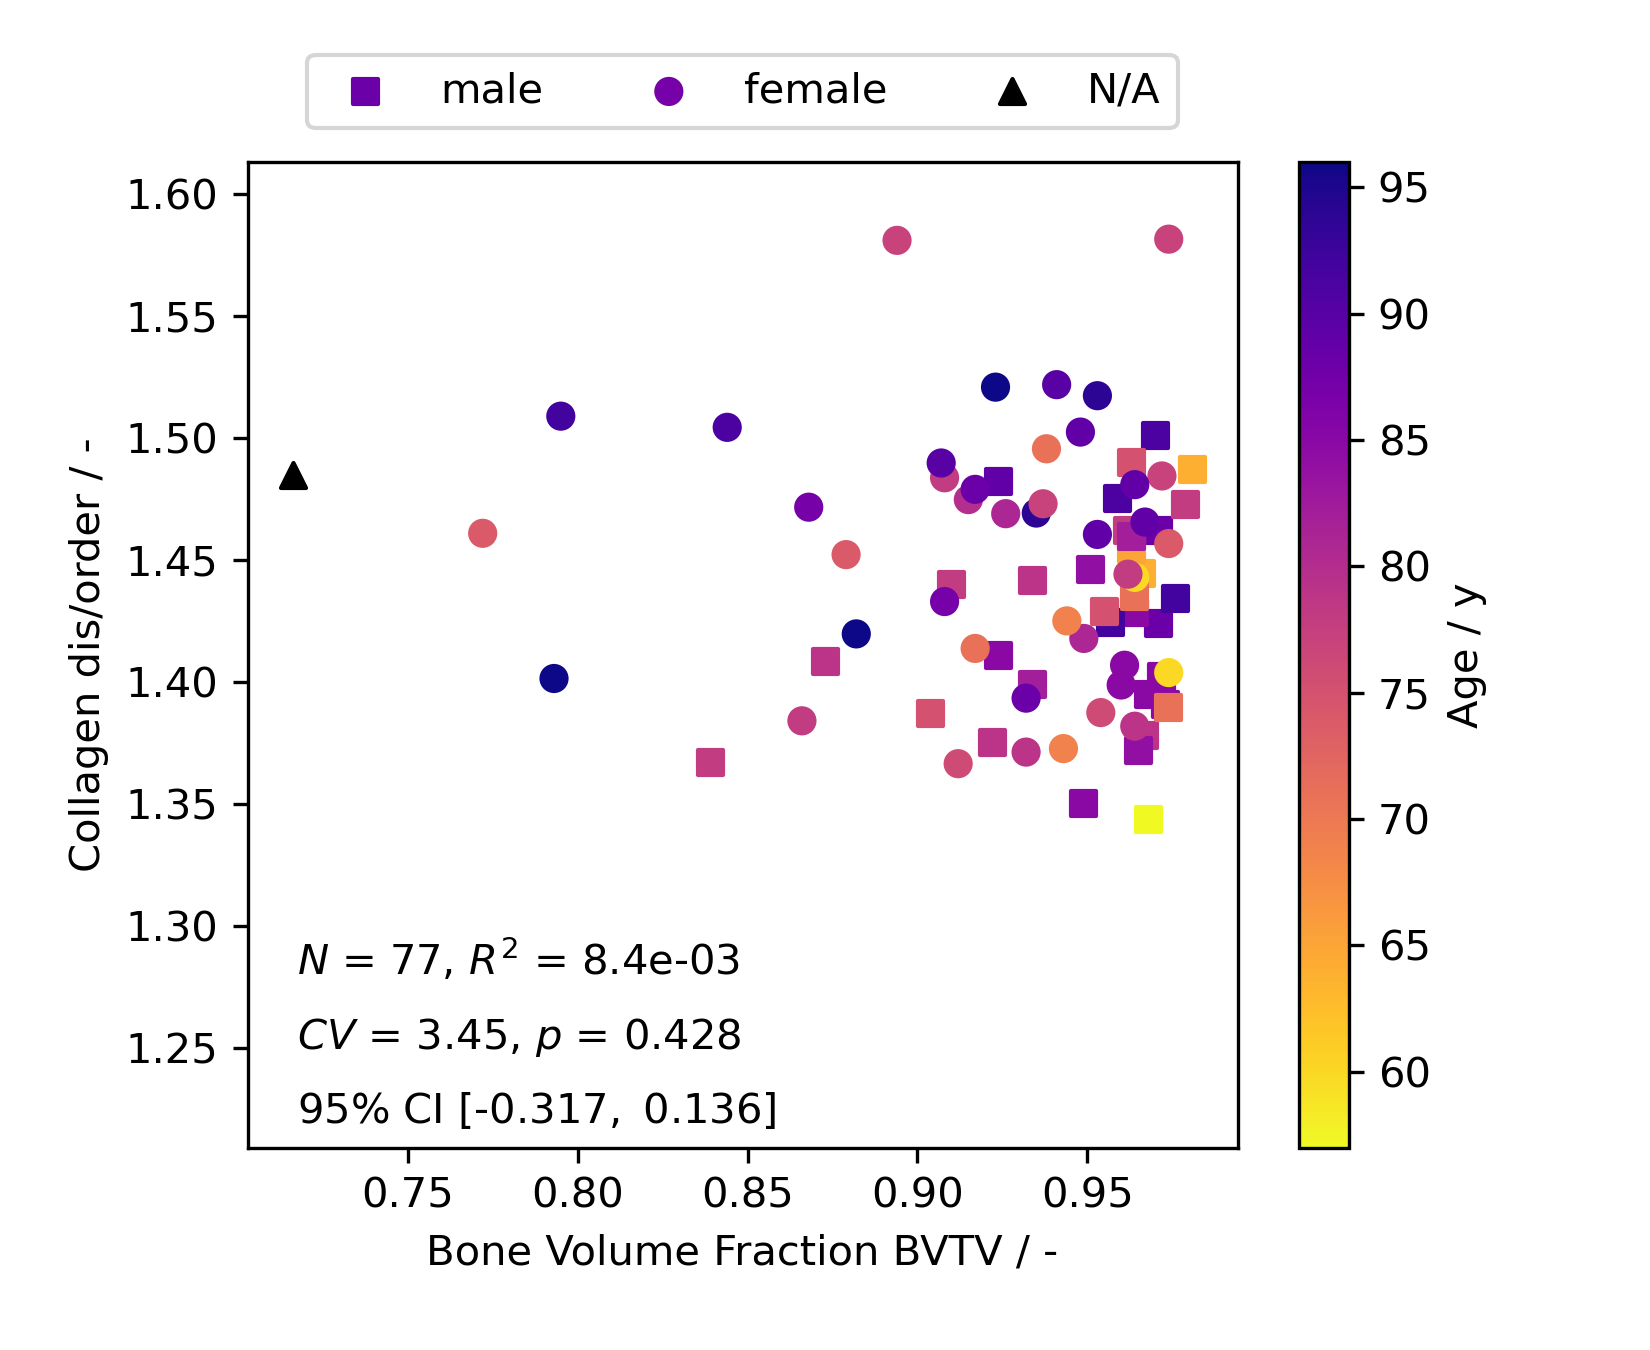 male female N/A
1.60
1.55
1.50
1.45
1.40
1.35
1.30
1.25
Collagen dis/order / -
N = 77, R² = 8.4e-03
CV = 3.45, p = 0.428
95% CI [-0.317, 0.136]
0.75 0.80 0.85 0.90 0.95
Bone Volume Fraction BVTV / -
95
90
85
80
75
70
65
60
Age / y